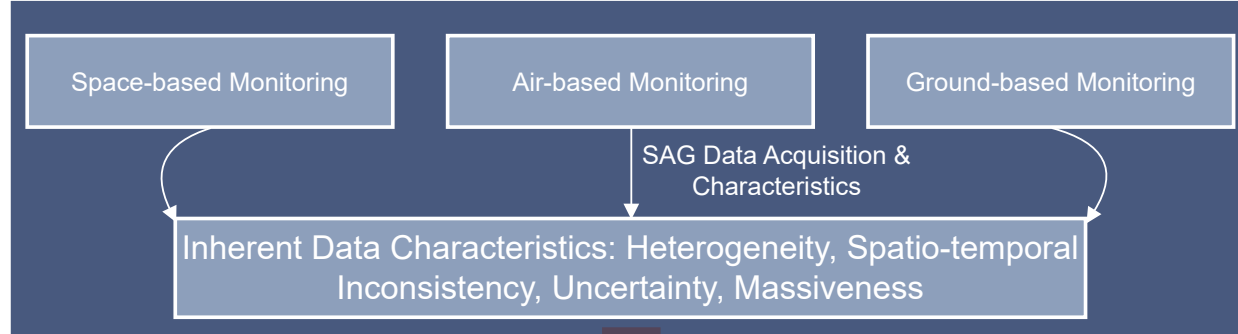 Space-based Monitoring
Air-based Monitoring
Ground-based Monitoring
SAG Data Acquisition &
Characteristics
Inherent Data Characteristics: Heterogeneity, Spatio-temporal
Inconsistency, Uncertainty, Massiveness